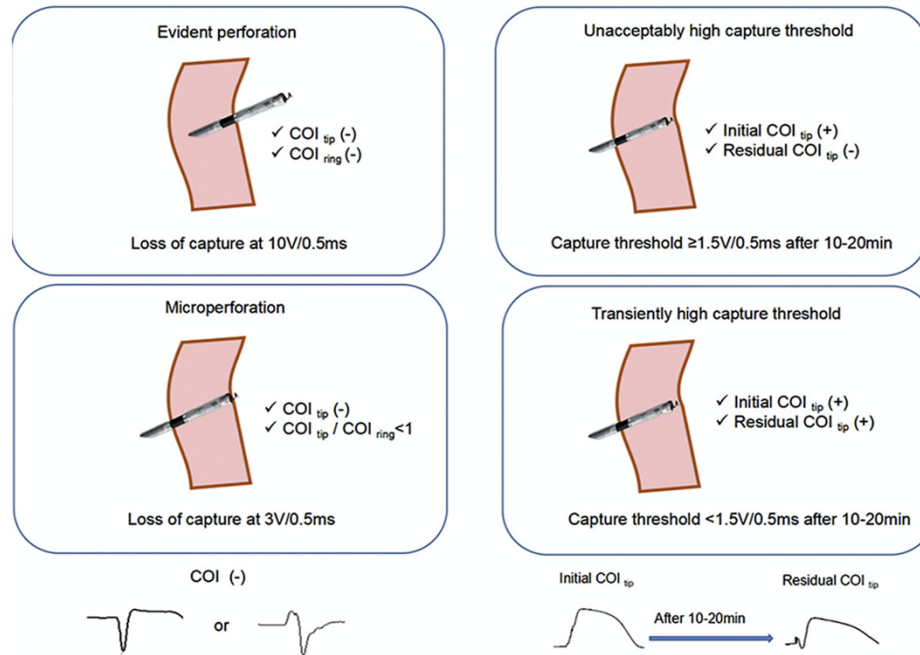 Evident perforation
✓ COI tip (-)
✓ COI ring (-)
Loss of capture at 10V/0.5ms
Unacceptably high capture threshold
✓ Initial COI tip (+)
✓ Residual COI tip (-)
Capture threshold ≥1.5V/0.5ms after 10-20min
Microperforation
✓ COI tip (-)
✓ COI tip / COI ring<1
Loss of capture at 3V/0.5ms
Transiently high capture threshold
✓ Initial COI tip (+)
✓ Residual COI tip (+)
Capture threshold <1.5V/0.5ms after 10-20min
COI (-)
or
Initial COI tip
After 10-20min
Residual COI tip